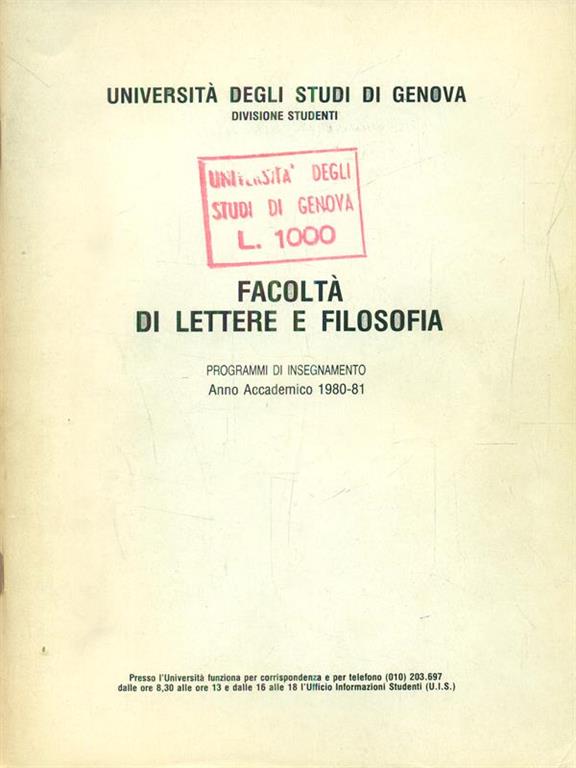 UNIVERSITÀ DEGLI STUDI DI GENOVA
DIVISIONE STUDENTI
UNIVERSITA' DEGLI
STUDI DI GENOVA
L. 1000
FACOLTÀ
DI LETTERE E FILOSOFIA
PROGRAMMI DI INSEGNAMENTO
Anno Accademico 1980-81
Presso l'Università funziona per corrispondenza e per telefono (010) 203.697
dalle ore 8,30 alle ore 13 e dalle 16 alle 18 l'Ufficio Informazioni Studenti (U.I.S.)